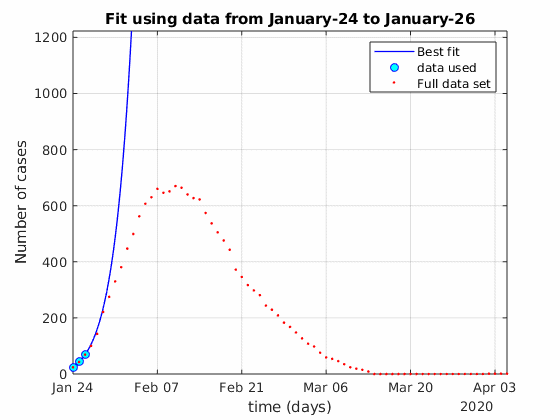 Fit using data from January-24 to January-26
Best fit
data used
Full data set
Number of cases
1200
1000
800
600
400
200
0
Jan 24 Feb 07 Feb 21 Mar 06 Mar 20 Apr 03
2020
time (days)